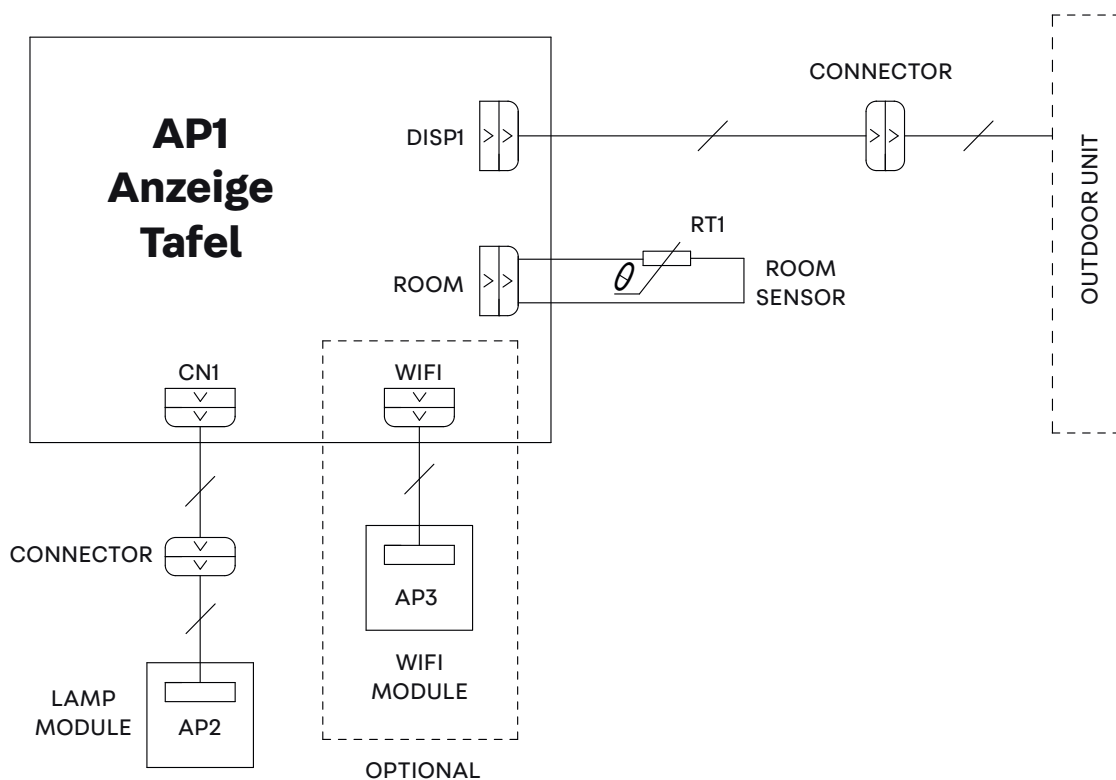 CONNECTOR
AP1
Anzeige
Tafel
DISP1
OUTDOOR UNIT
RT1
ROOM
ROOM
SENSOR
CN1
WIFI
CONNECTOR
AP3
WIFI
MODULE
LAMP
MODULE
AP2
OPTIONAL